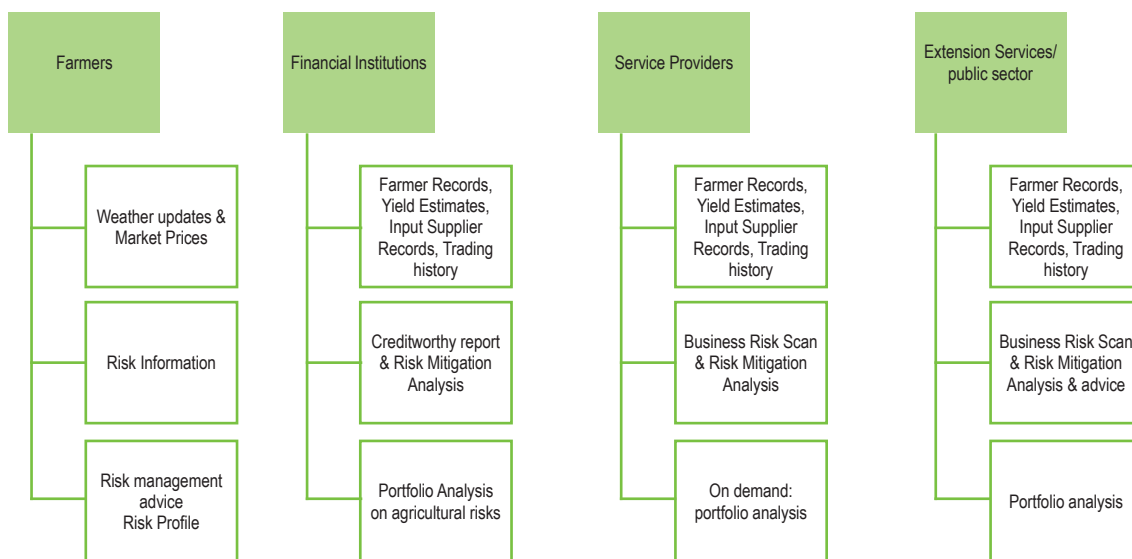 Farmers
Weather updates &
Market Prices
Risk Information
Risk management
advice
Risk Profile
Financial Institutions
Farmer Records,
Yield Estimates,
Input Supplier
Records, Trading
history
Creditworthy report
& Risk Mitigation
Analysis
Portfolio Analysis
on agricultural risks
Service Providers
Farmer Records,
Yield Estimates,
Input Supplier
Records, Trading
history
Business Risk Scan
& Risk Mitigation
Analysis
On demand:
portfolio analysis
Extension Services/
public sector
Farmer Records,
Yield Estimates,
Input Supplier
Records, Trading
history
Business Risk Scan
& Risk Mitigation
Analysis & advice
Portfolio analysis